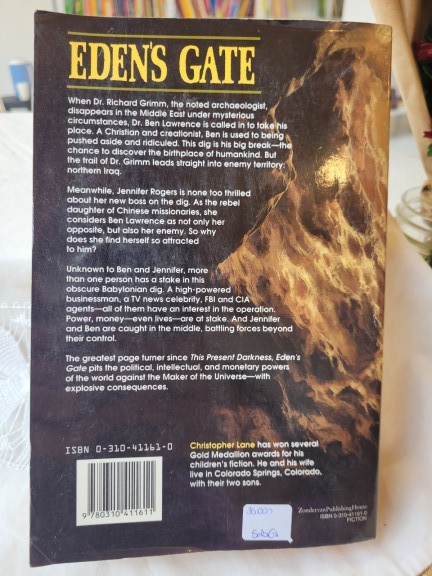 EDEN'S GATE
When Dr. Richard Grimm, the noted archaeologist,
disappears in the Middle East under mysterious
circumstances, Dr. Ben Lawrence is called in to take his
place. A Christian and creationist, Ben is used to being
pushed aside and ridiculed. This dig is his big break—the
chance to discover the birthplace of humankind. But
the trail of Dr. Grimm leads straight into enemy territory:
northern Iraq.
Meanwhile, Jennifer Rogers is none too thrilled
about her new boss on the dig. As the rebel
daughter of Chinese missionaries, she
considers Ben Lawrence as not only her
opposite, but also her enemy. So why
does she find herself so attracted
to him?
Unknown to Ben and Jennifer, more
than one person has a stake in this
obscure Babylonian dig. A high-powered
businessman, a TV news celebrity, FBI and CIA
agents—all of them have an interest in the operation.
Power, money—even lives—are at stake. And Jennifer
and Ben are caught in the middle, battling forces beyond
their control.
The greatest page turner since This Present Darkness, Eden's
Gate pits the political, intellectual, and monetary powers
of the world against the Maker of the Universe—with
explosive consequences.
ISBN 0-310-41161-0
9 780310 411611
Christopher Lane has won several
Gold Medallion awards for his
children's fiction. He and his wife
live in Colorado Springs, Colorado,
with their two sons.
ZondervanPublishingHouse
ISBN 0-310-41161-0
FICTION